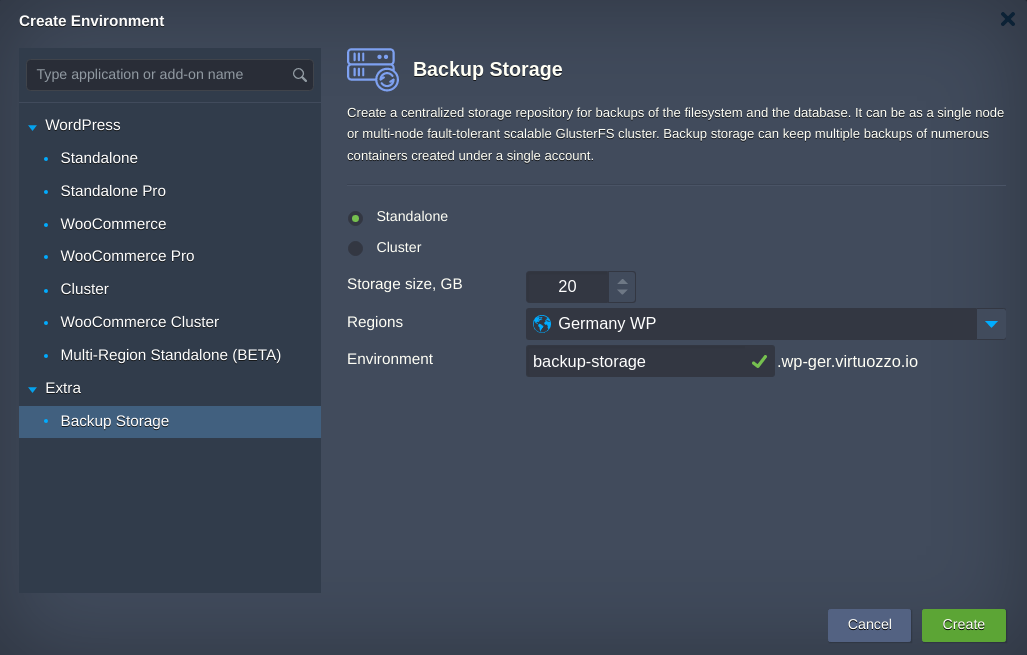 Create Environment
Type application or add-on name
WordPress
Standalone
Standalone Pro
WooCommerce
WooCommerce Pro
Cluster
WooCommerce Cluster
Multi-Region Standalone (BETA)
Extra
Backup Storage
Backup Storage
Create a centralized storage repository for backups of the filesystem and the database. It can be as a single node
or multi-node fault-tolerant scalable GlusterFS cluster. Backup storage can keep multiple backups of numerous
containers created under a single account.
Standalone
Cluster
Storage size, GB 20
Regions Germany WP
Environment backup-storage .wp-ger.virtuozzo.io
Cancel Create